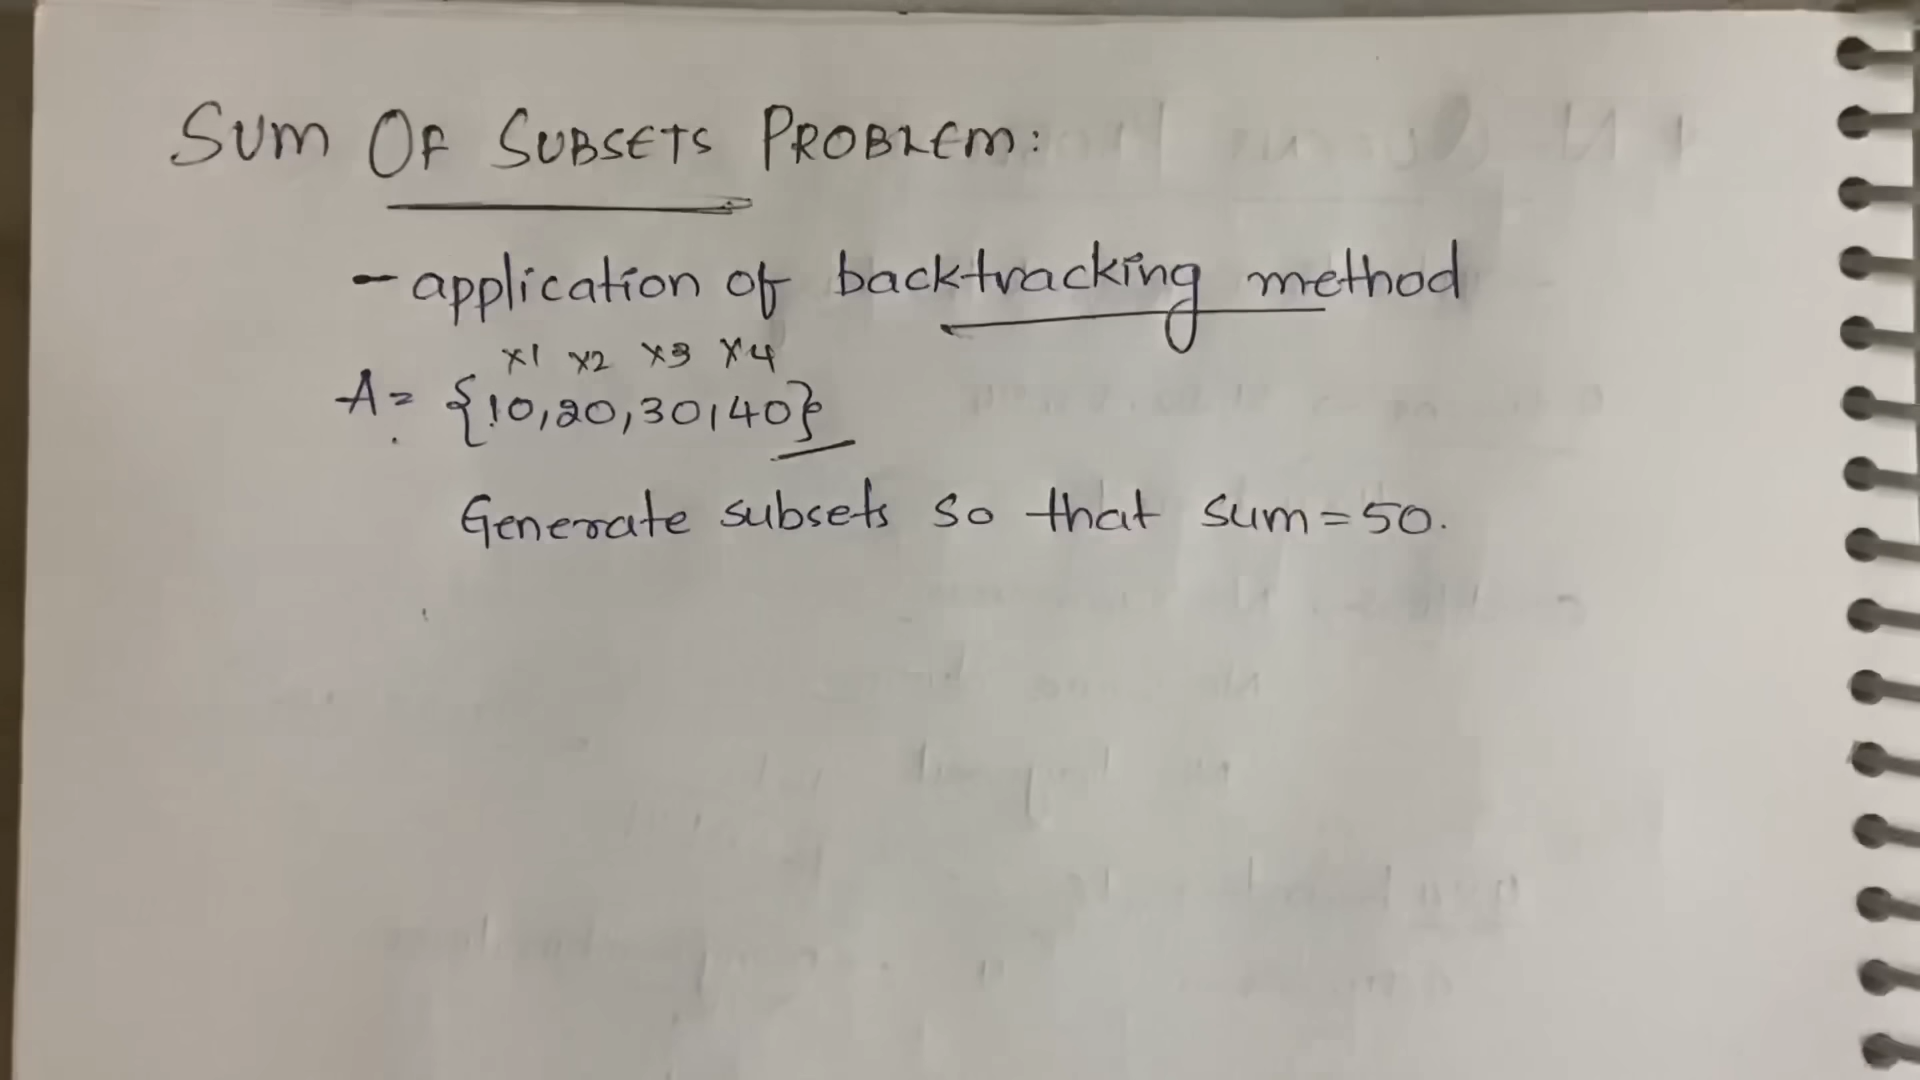 SUM OF SUBSETS PROBLEM:
- application of backtracking method
x1 x2 x3 x4
A = {10,20,30,40}
Generate subsets so that sum=50.